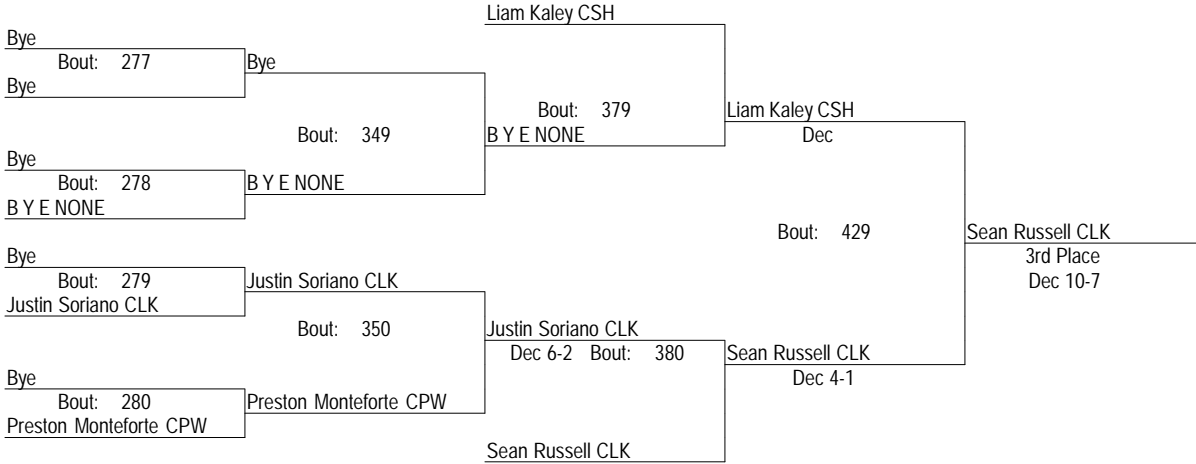 Liam Kaley CSH
Bye
Bout: 277
Bye
Bye
Bout: 379
Liam Kaley CSH
Dec
Bout: 349
B Y E NONE
Bye
Bout: 278
B Y E NONE
B Y E NONE
Bout: 429
Sean Russell CLK
3rd Place
Dec 10-7
Bye
Bout: 279
Justin Soriano CLK
Justin Soriano CLK
Bout: 350
Justin Soriano CLK
Dec 6-2 Bout: 380
Sean Russell CLK
Dec 4-1
Bye
Bout: 280
Preston Monteforte CPW
Preston Monteforte CPW
Sean Russell CLK